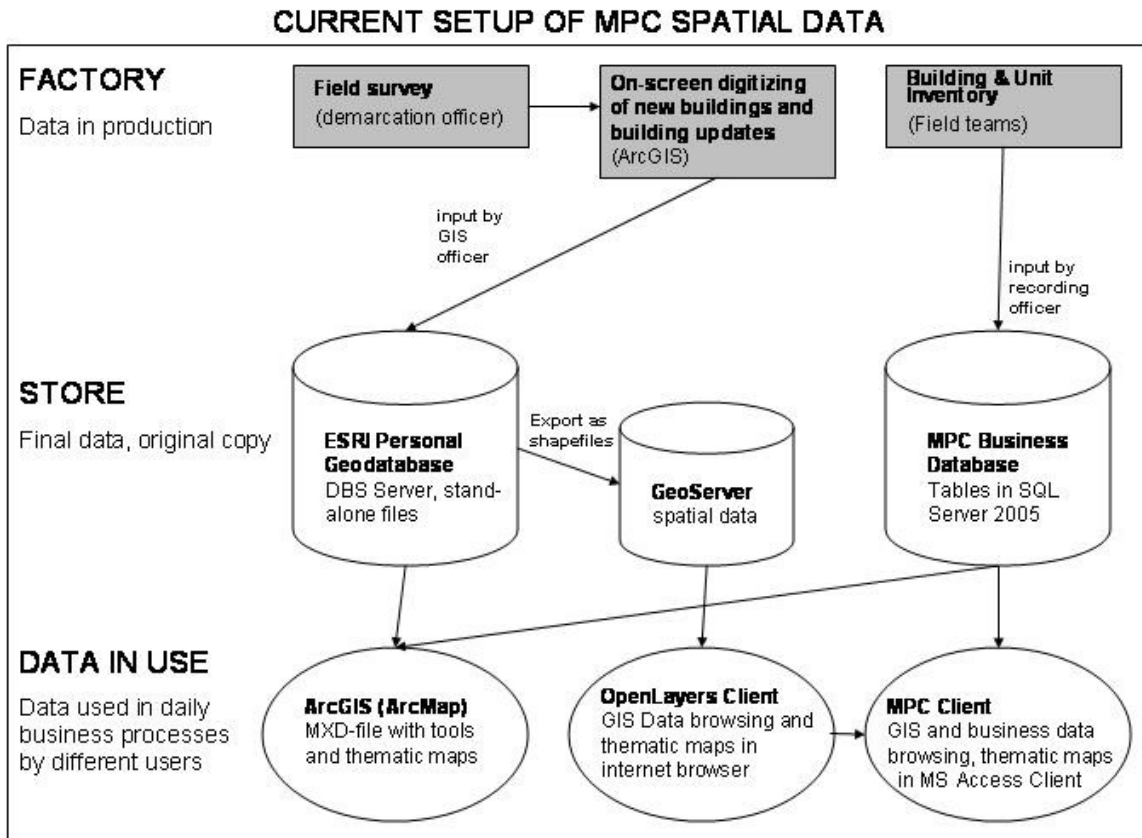 CURRENT SETUP OF MPC SPATIAL DATA
FACTORY
Data in production
Field survey
(demarcation officer)
On-screen digitizing
of new buildings and
building updates
(ArcGIS)
Building & Unit
Inventory
(Field teams)
input by
GIS
officer
input by
recording
officer
STORE
Final data, original copy
ESRI Personal
Geodatabase
DBS Server, stand-
alone files
Export as
shapefiles
GeoServer
spatial data
MPC Business
Database
Tables in SQL
Server 2005
DATA IN USE
Data used in daily
business processes
by different users
ArcGIS (ArcMap)
MXD-file with tools
and thematic maps
OpenLayers Client
GIS Data browsing and
thematic maps in
internet browser
MPC Client
GIS and business data
browsing, thematic maps
in MS Access Client